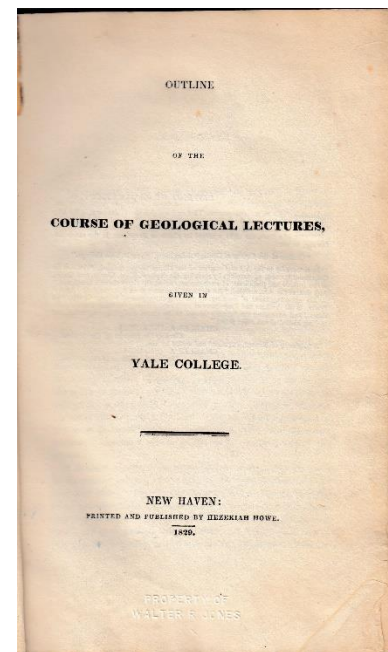 OUTLINE
OF THE
COURSE OF GEOLOGICAL LECTURES,
GIVEN IN
YALE COLLEGE.
NEW HAVEN:
PRINTED AND PUBLISHED BY HEZEKIAH HOWE.
1829.
PROPERTY OF
WALTER JONES